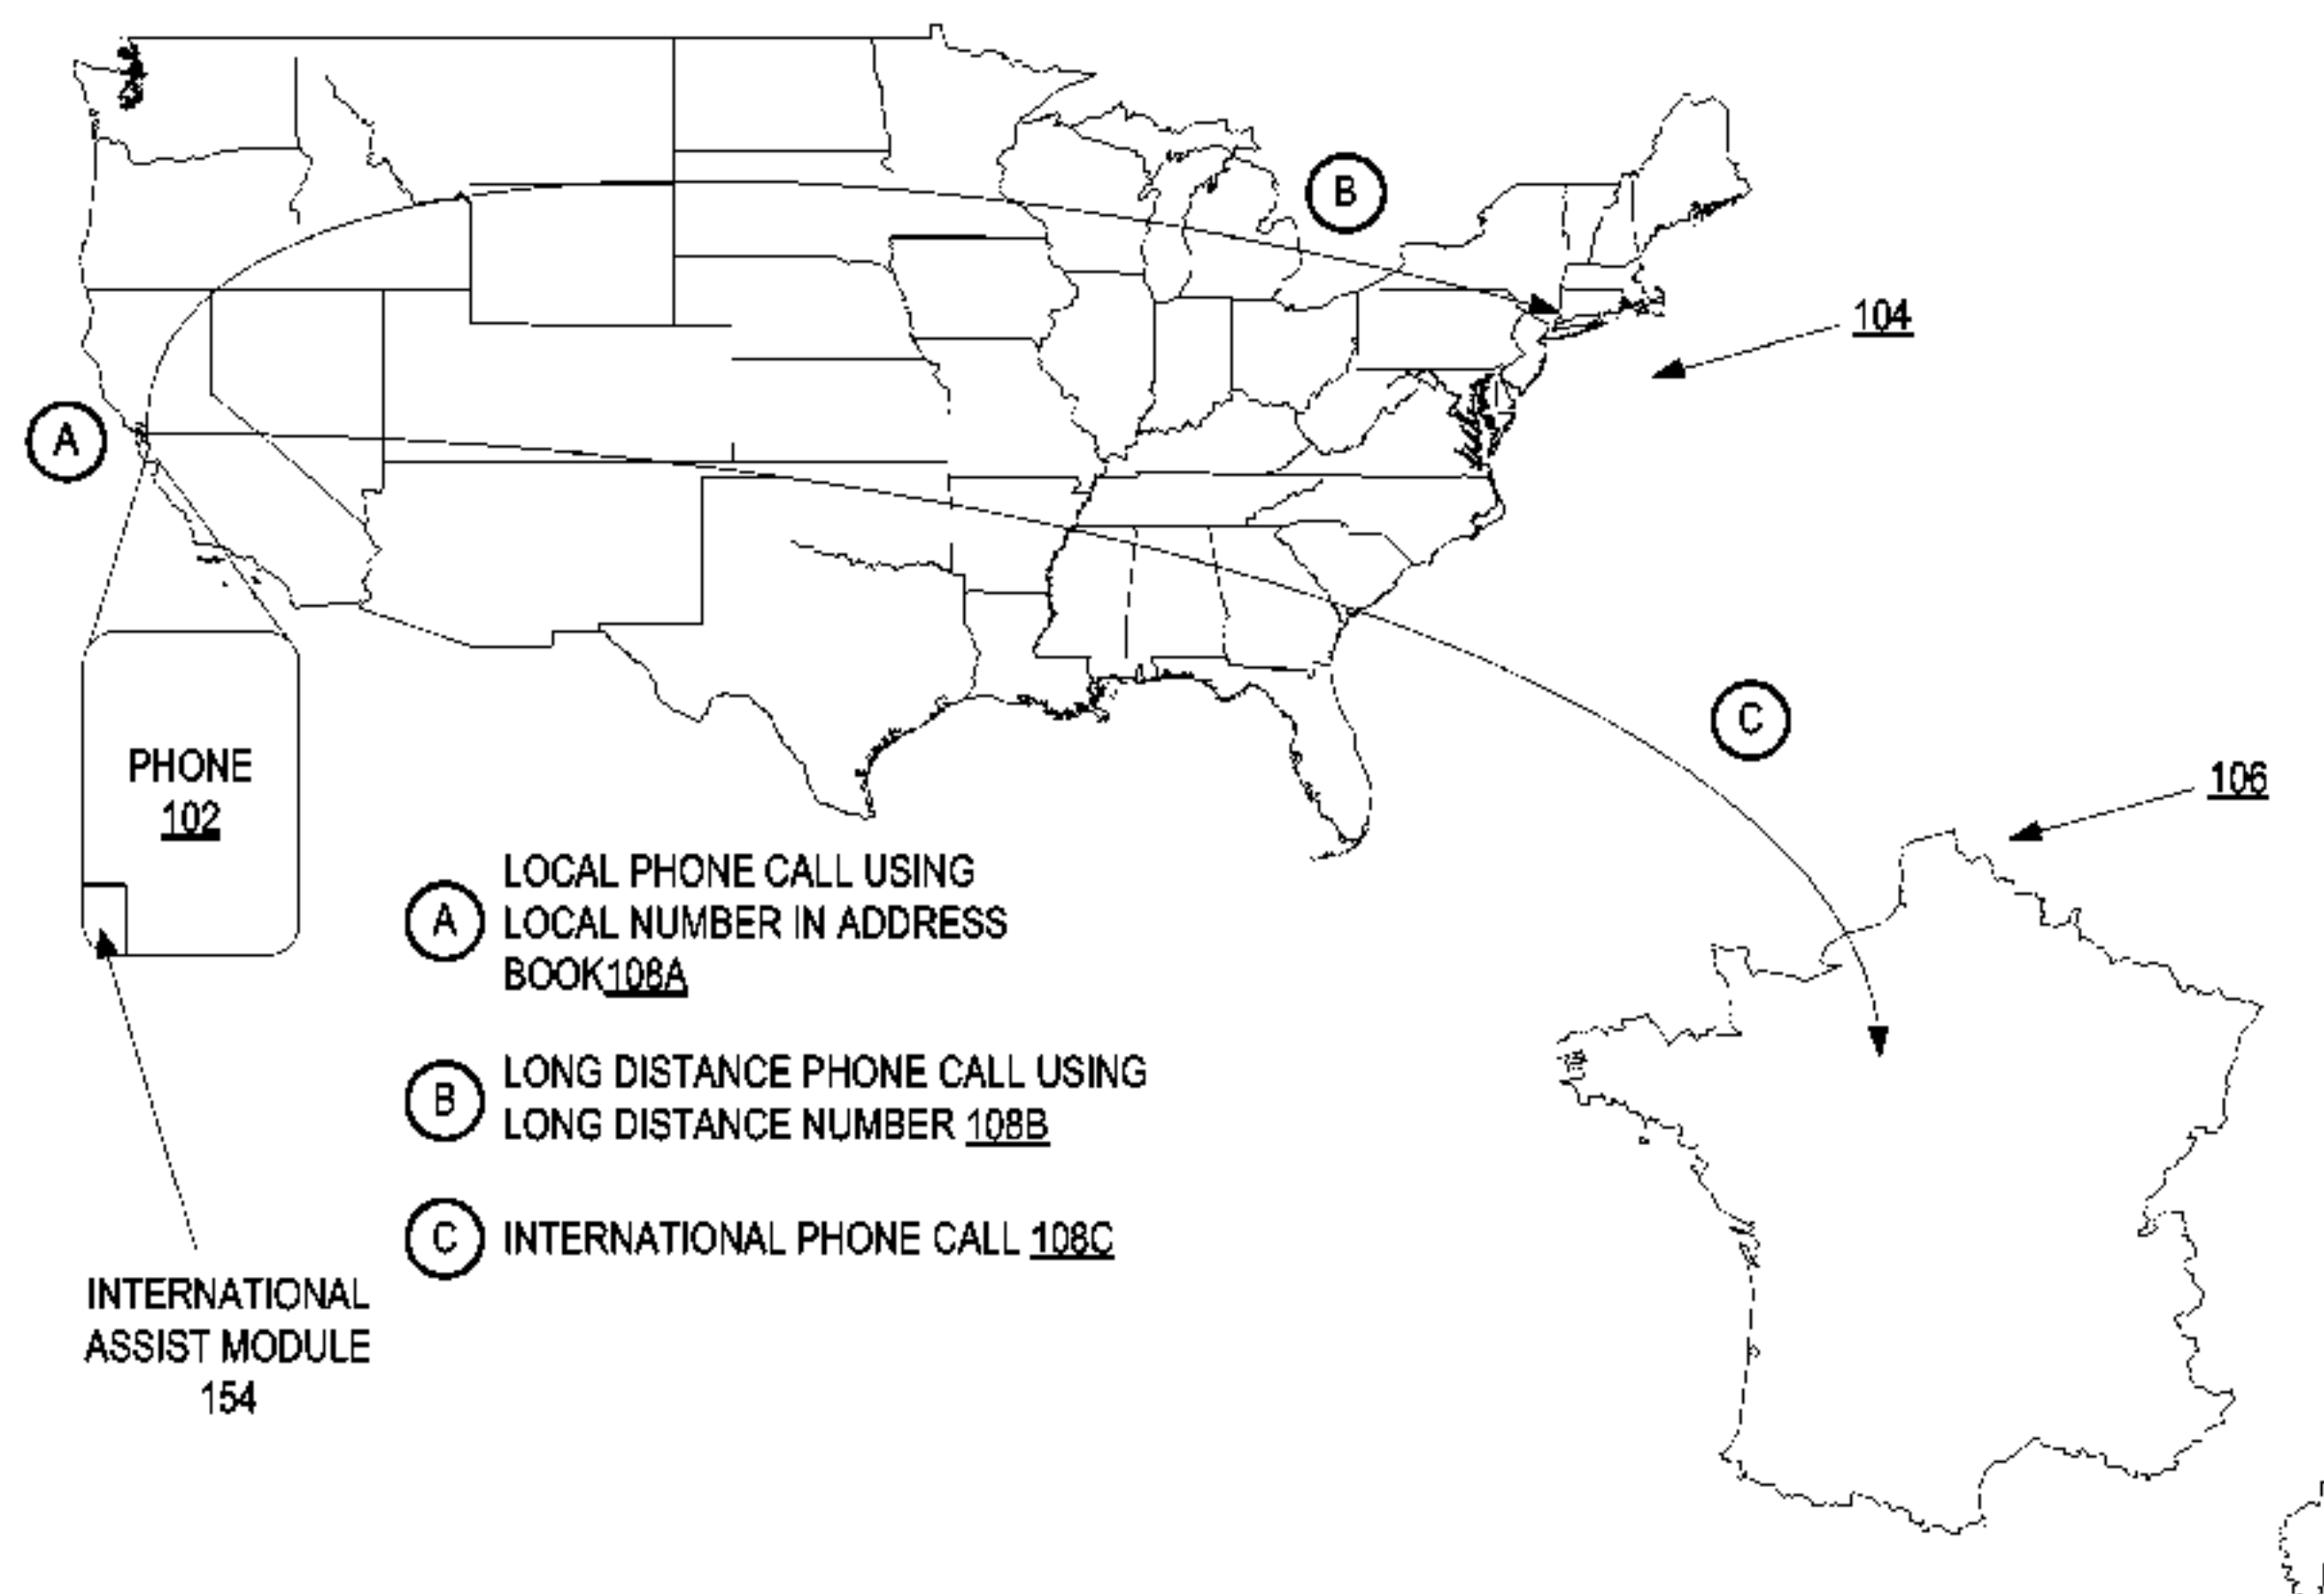 B
104
A
C
106
PHONE
102
A
LOCAL PHONE CALL USING
LOCAL NUMBER IN ADDRESS
BOOK108A
B
LONG DISTANCE PHONE CALL USING
LONG DISTANCE NUMBER 108B
C
INTERNATIONAL PHONE CALL 108C
INTERNATIONAL
ASSIST MODULE
154